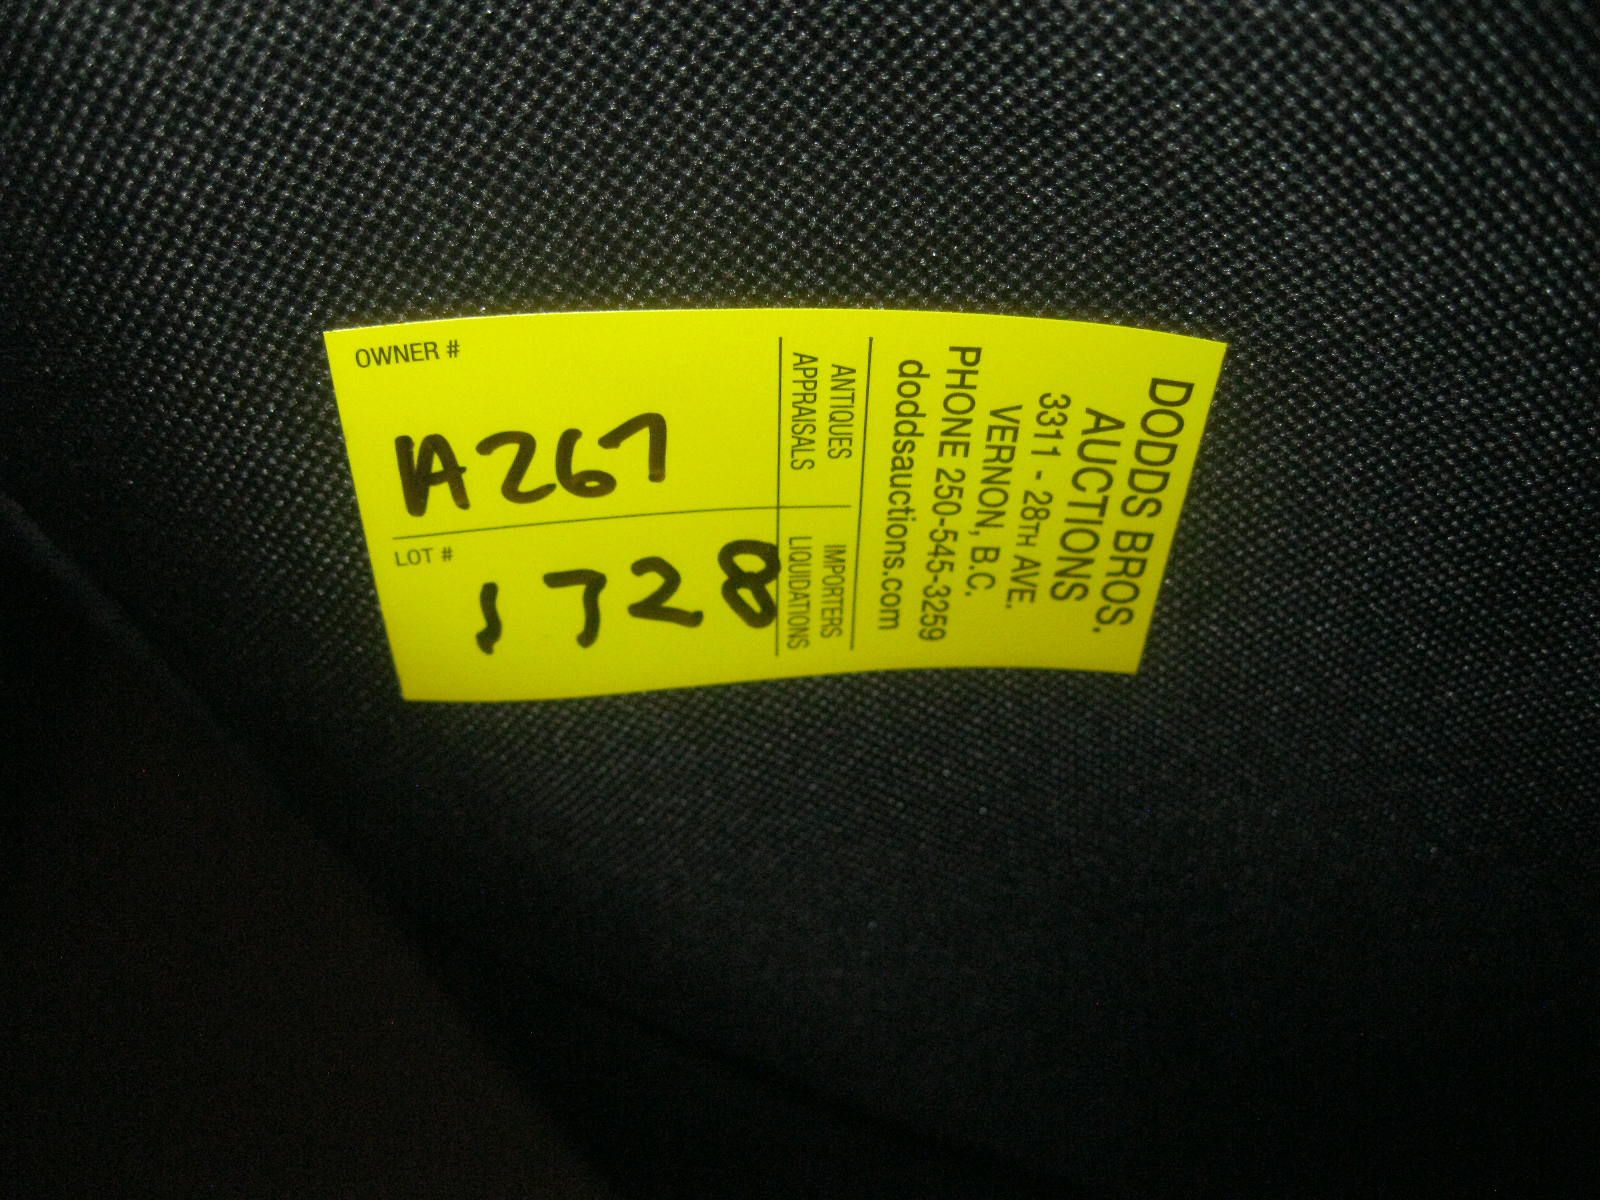 OWNER #
A267
LOT #
1728
ANTIQUES
APPRAISALS
IMPORTERS
LIQUIDATIONS
DODDS BROS.
AUCTIONS
3311 - 28TH AVE.
VERNON, B.C.
PHONE 250-545-3259
doddsauctions.com